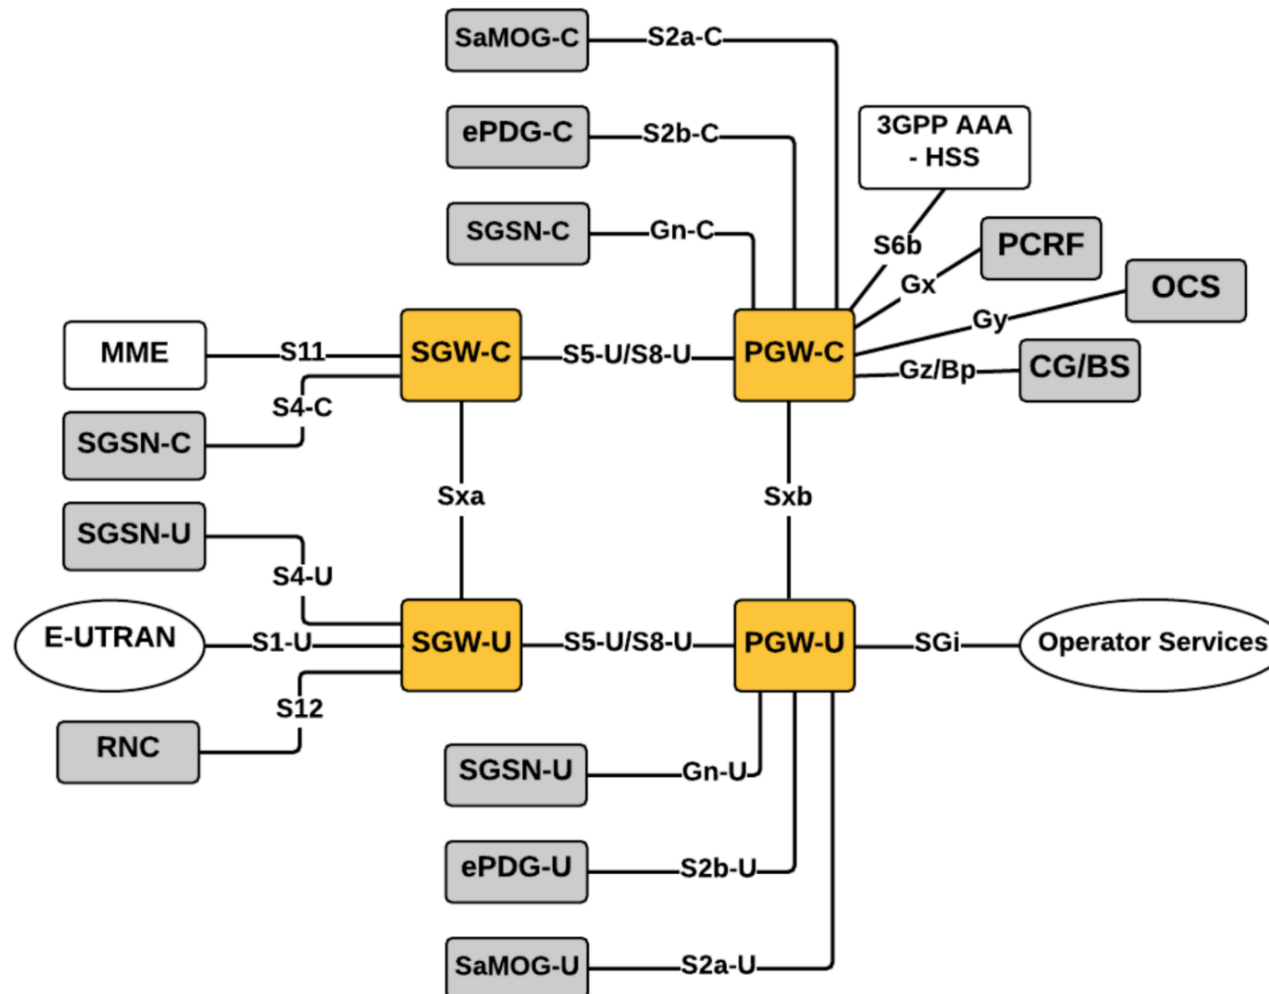 SaMOG-C
S2a-C
ePDG-C
S2b-C
3GPP AAA
- HSS
SGSN-C
Gn-C
S6b
PCRF
Gx
OCS
Gy
MME
S11
SGW-C
S5-U/S8-U
PGW-C
Gz/Bp
CG/BS
S4-C
SGSN-C
Sxa
Sxb
SGSN-U
S4-U
E-UTRAN
S1-U
SGW-U
S5-U/S8-U
PGW-U
SGi
Operator Services
S12
RNC
SGSN-U
Gn-U
ePDG-U
S2b-U
SaMOG-U
S2a-U